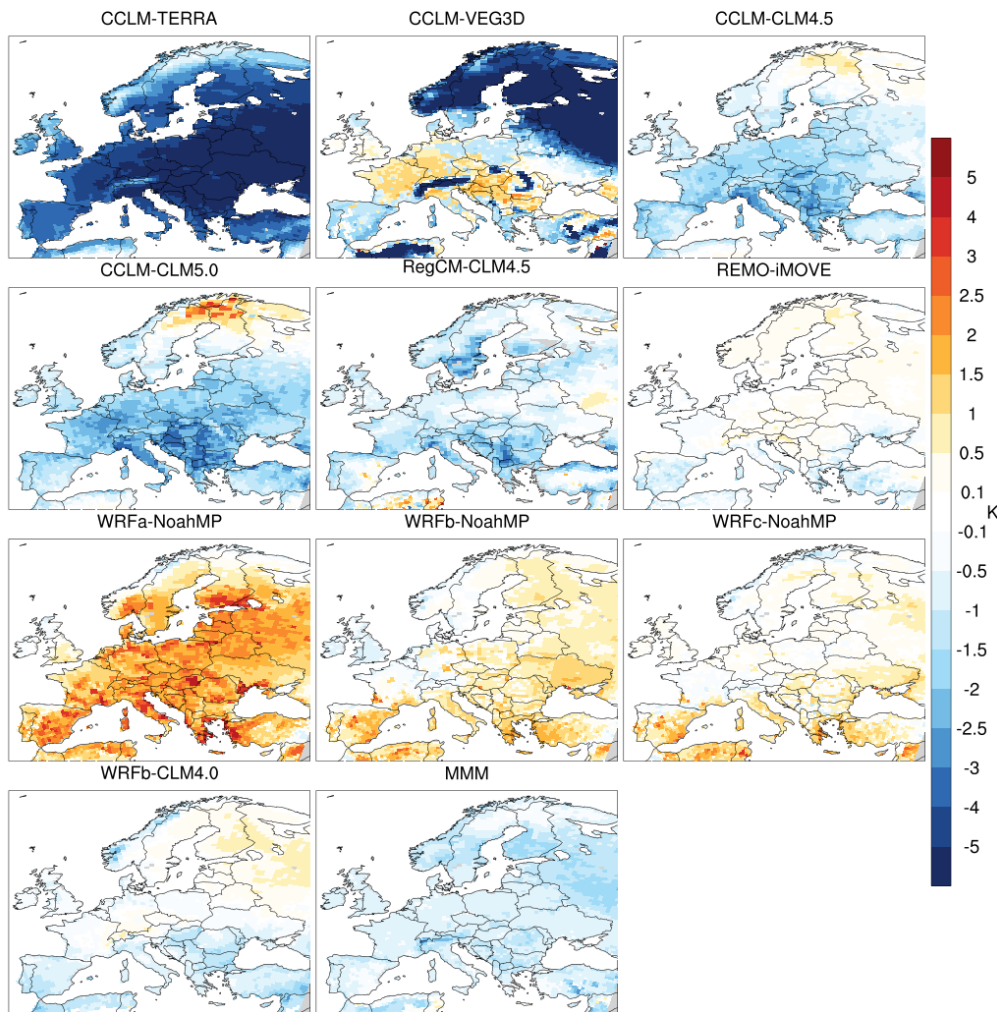 CCLM-TERRA
CCLM-VEG3D
CCLM-CLM4.5
CCLM-CLM5.0
RegCM-CLM4.5
REMO-iMOVE
WRFa-NoahMP
WRFb-NoahMP
WRFc-NoahMP
WRFb-CLM4.0
MMM
5
4
3
2.5
2
1.5
1
0.5
0.1
K
-0.1
-0.5
-1
-1.5
-2
-2.5
-3
-4
-5